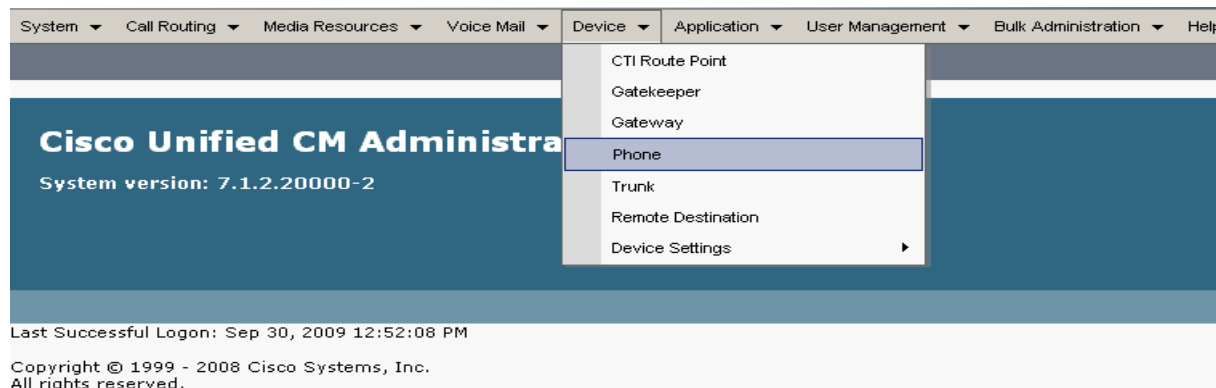 System Call Routing Media Resources Voice Mail Device Application User Management Bulk Administration Help
CTI Route Point
Gatekeeper
Gateway
Cisco Unified CM Administra
Phone
System version: 7.1.2.20000-2
Trunk
Remote Destination
Device Settings
Last Successful Logon: Sep 30, 2009 12:52:08 PM
Copyright © 1999 - 2008 Cisco Systems, Inc.
All rights reserved.